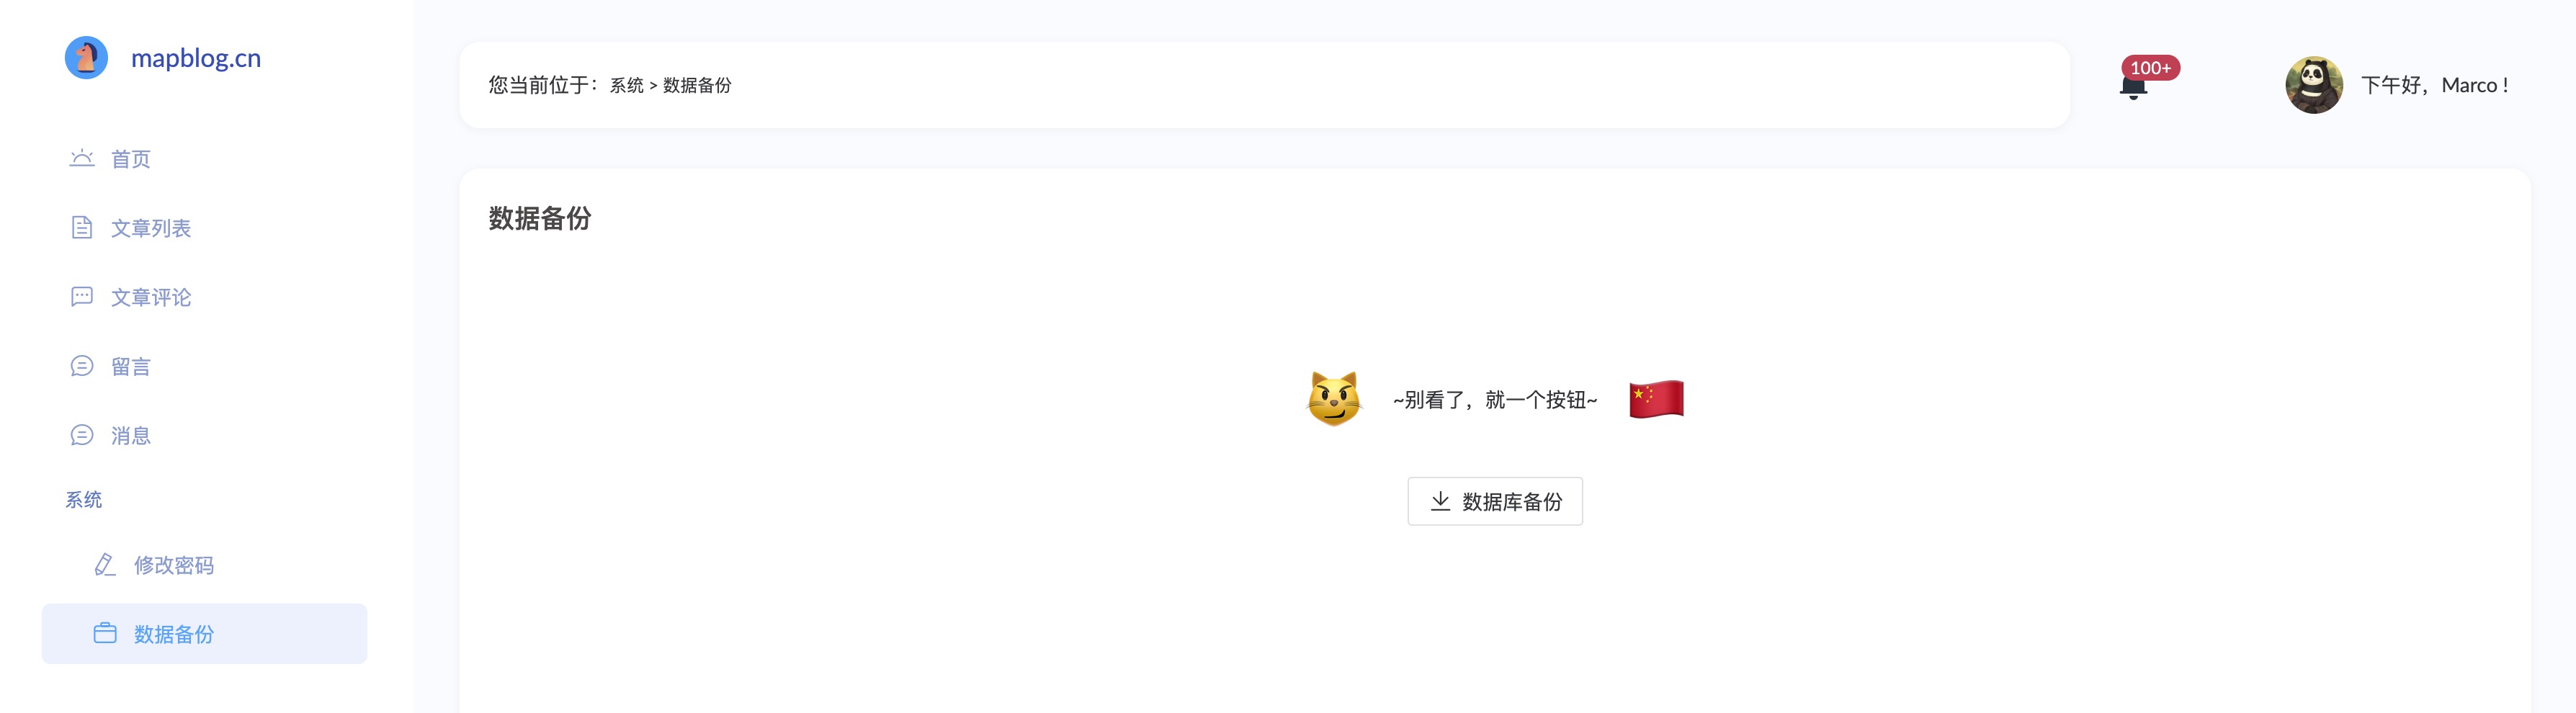 mapblog.cn
首页
文章列表
文章评论
留言
消息
系统
修改密码
数据备份
您当前位于： 系统 > 数据备份
100+
下午好，Marco !
数据备份
~别看了，就一个按钮~
数据库备份